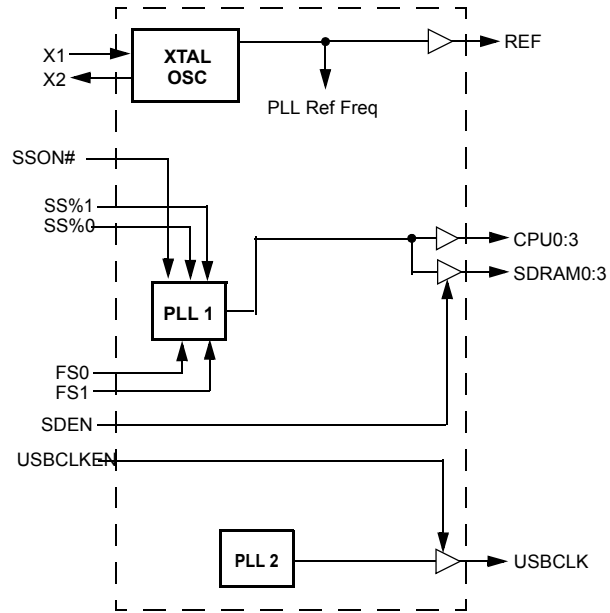 X1
X2
XTAL
OSC
REF
PLL Ref Freq
SSON#
SS%1
SS%0
CPU0:3
SDRAM0:3
PLL 1
FS0
FS1
SDEN
USBCLKEN
PLL 2
USBCLK